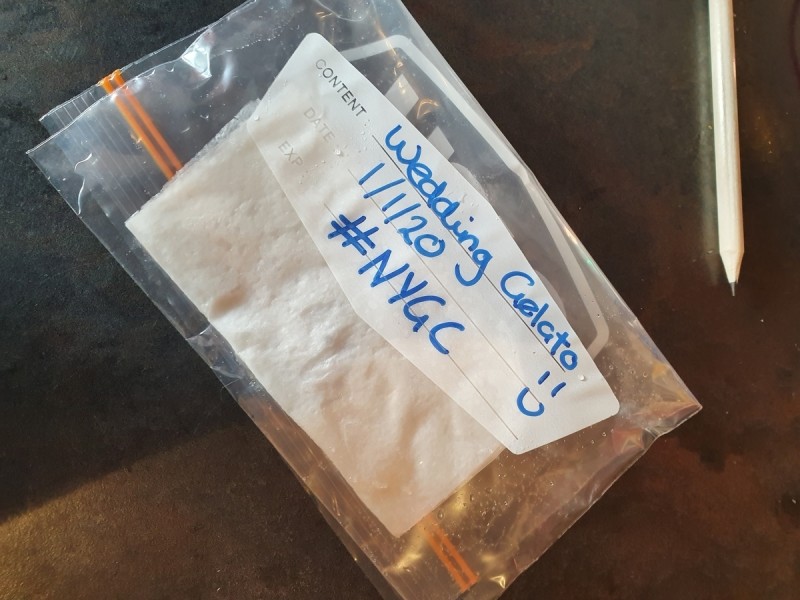 CONTENT: Wedding Gelato
DATE: 1/1/20
EXP: #NYGC